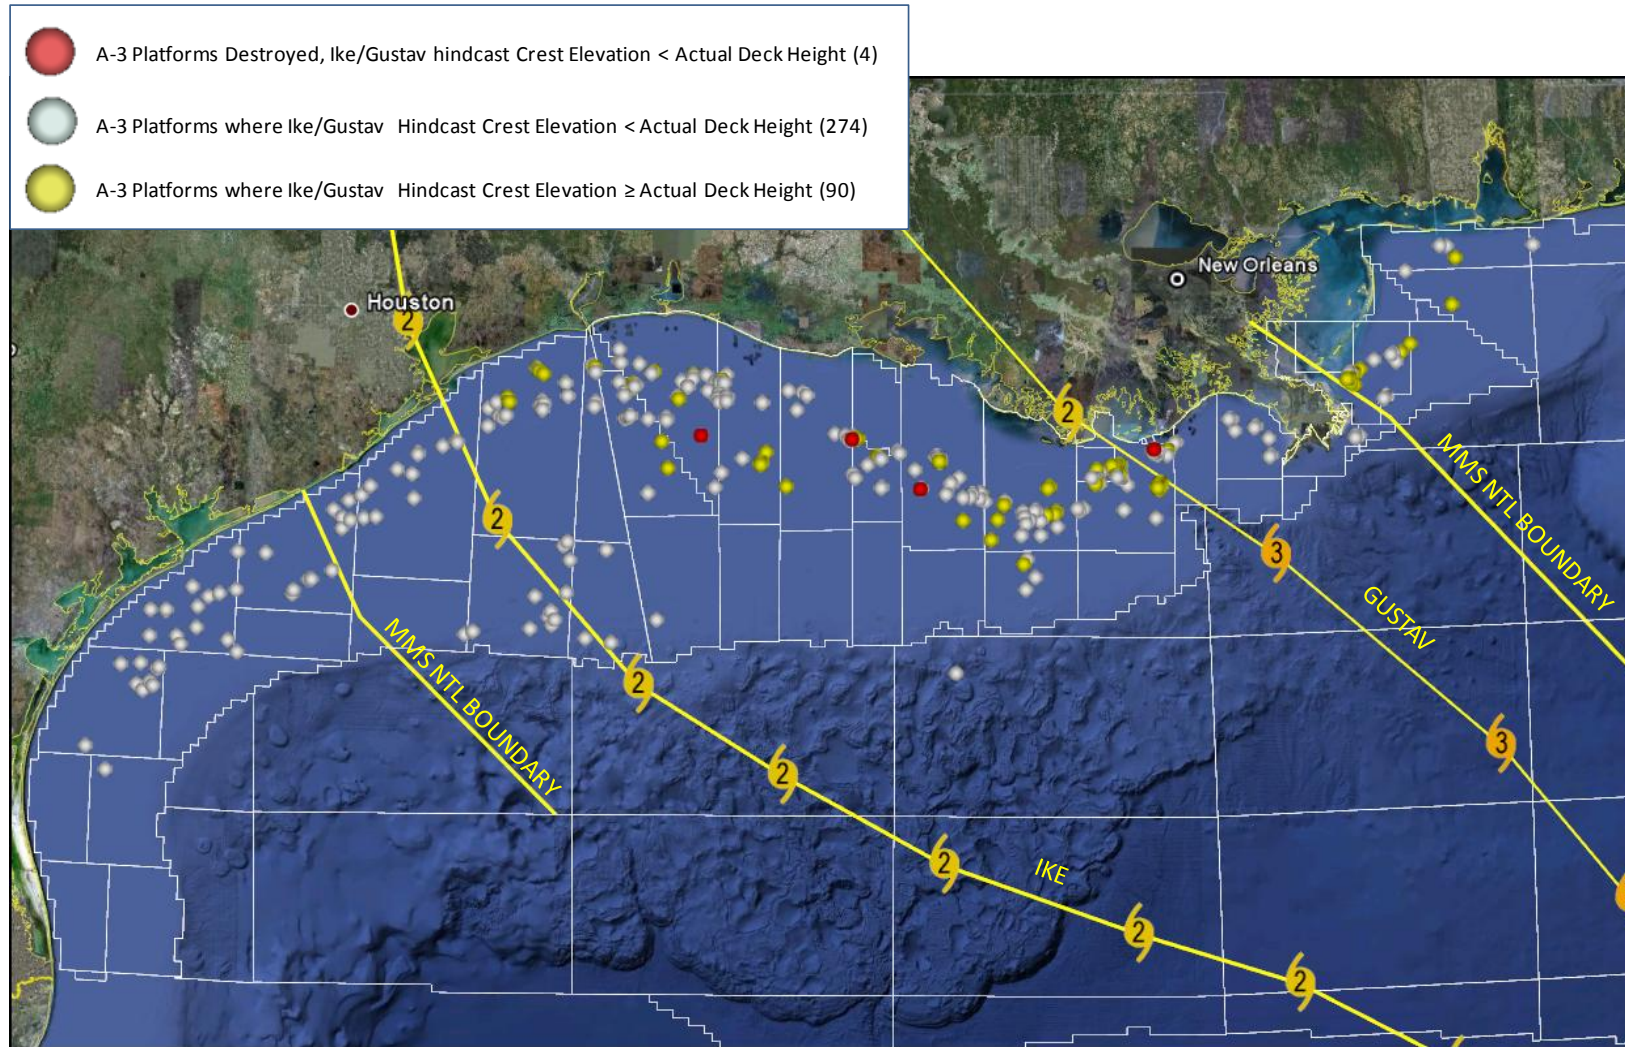 A-3 Platforms Destroyed, Ike/Gustav hindcast Crest Elevation < Actual Deck Height (4)
A-3 Platforms where Ike/Gustav Hindcast Crest Elevation < Actual Deck Height (274)
A-3 Platforms where Ike/Gustav Hindcast Crest Elevation ≥ Actual Deck Height (90)
New Orleans
Houston
2
2
2
3
2
3
2
2
2
2
2
MMS NTL BOUNDARY
GUSTAV
MMS NTL BOUNDARY
IKE